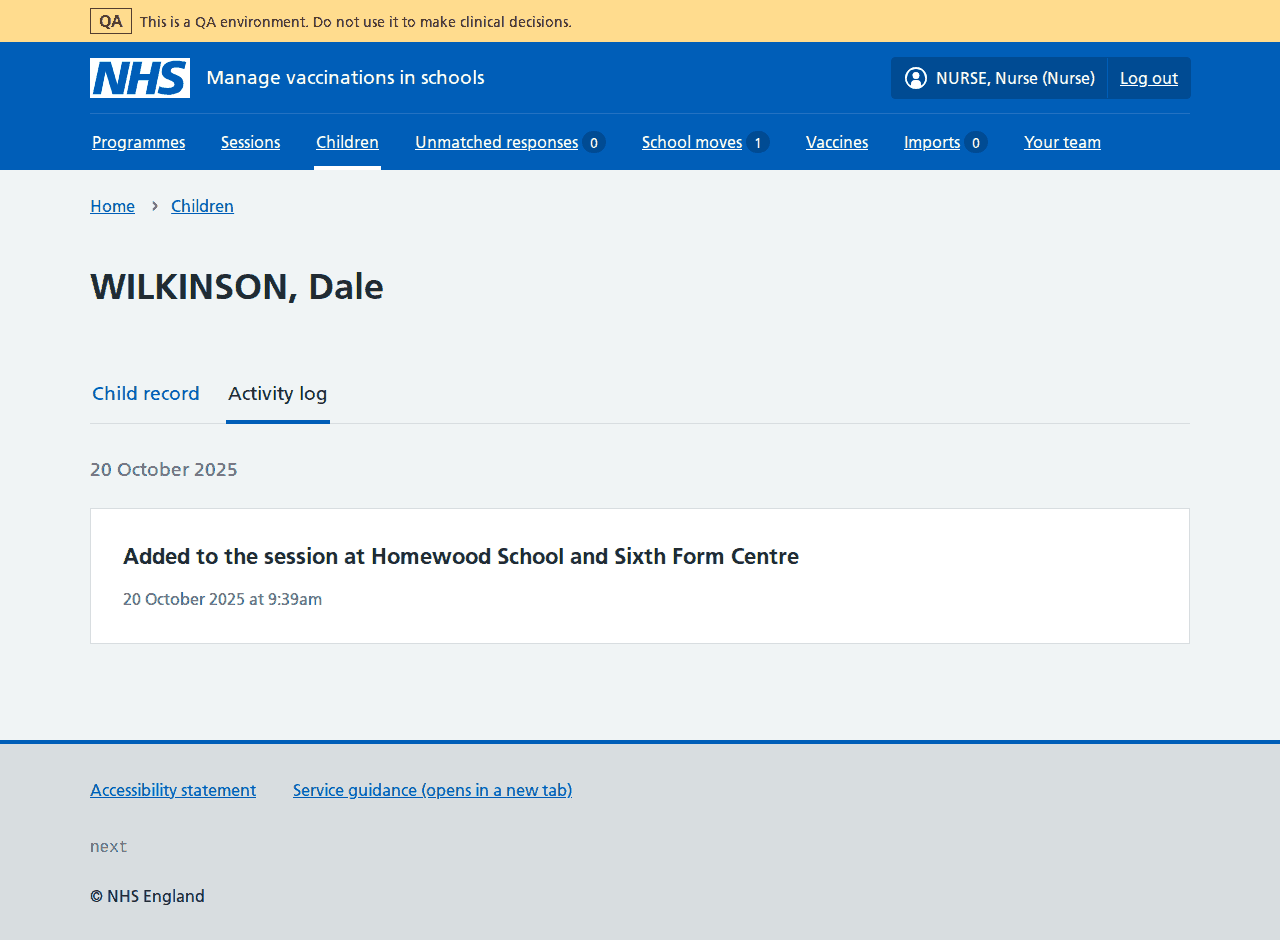 QA This is a QA environment. Do not use it to make clinical decisions.
NHS Manage vaccinations in schools NURSE, Nurse (Nurse) Log out
Programmes Sessions Children Unmatched responses 0 School moves 1 Vaccines Imports 0 Your team
Home Children
WILKINSON, Dale
Child record Activity log
20 October 2025
Added to the session at Homewood School and Sixth Form Centre
20 October 2025 at 9:39am
Accessibility statement Service guidance (opens in a new tab)
next
© NHS England